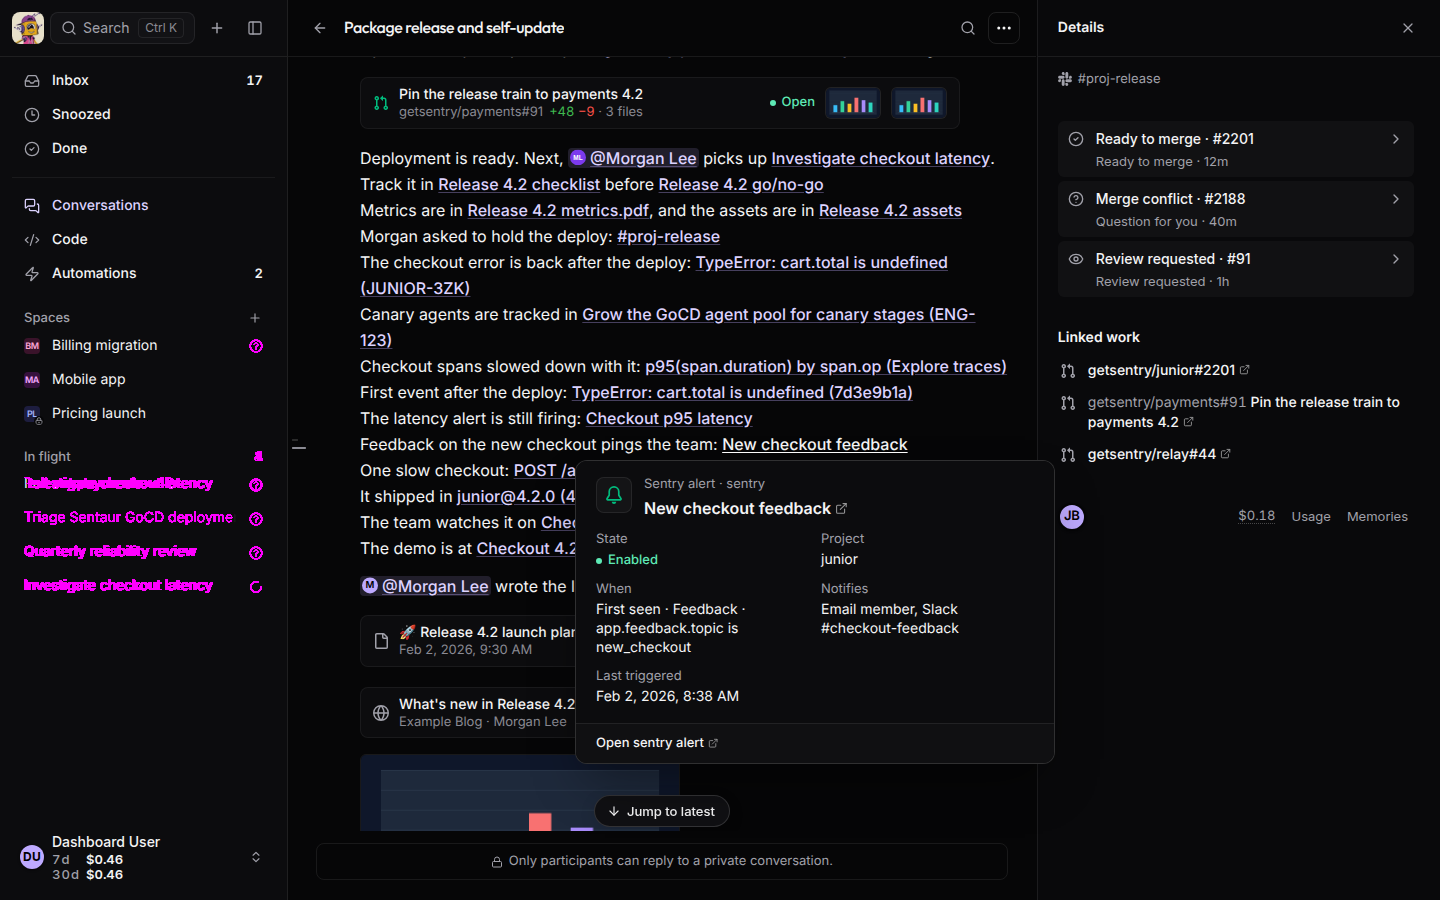 Search Ctrl K
Inbox 17
Snoozed
Done
Conversations
Code
Automations 2
Spaces
BM Billing migration
MA Mobile app
PL Pricing launch
In flight
Triage Sentaur GoCD deployme
Quarterly reliability review
Investigate checkout latency
DU Dashboard User
7d $0.46
30d $0.46
Package release and self-update
Pin the release train to payments 4.2
getsentry/payments#91 +48 −9 · 3 files
Open
Deployment is ready. Next, ML @Morgan Lee picks up Investigate checkout latency.
Track it in Release 4.2 checklist before Release 4.2 go/no-go
Metrics are in Release 4.2 metrics.pdf, and the assets are in Release 4.2 assets
Morgan asked to hold the deploy: #proj-release
The checkout error is back after the deploy: TypeError: cart.total is undefined
(JUNIOR-3ZK)
Canary agents are tracked in Grow the GoCD agent pool for canary stages (ENG-
123)
Checkout spans slowed down with it: p95(span.duration) by span.op (Explore traces)
First event after the deploy: TypeError: cart.total is undefined (7d3e9b1a)
The latency alert is still firing: Checkout p95 latency
Feedback on the new checkout pings the team: New checkout feedback
One slow checkout: POST /a
It shipped in junior@4.2.0 (4
The team watches it on Chec
The demo is at Checkout 4.2
M @Morgan Lee wrote the l
🚀 Release 4.2 launch plan
Feb 2, 2026, 9:30 AM
What's new in Release 4.2
Example Blog · Morgan Lee
Sentry alert · sentry
New checkout feedback
State
Enabled
Project
junior
When
First seen · Feedback ·
app.feedback.topic is
new_checkout
Notifies
Email member, Slack
#checkout-feedback
Last triggered
Feb 2, 2026, 8:38 AM
Open sentry alert
Jump to latest
Only participants can reply to a private conversation.
Details
#proj-release
Ready to merge · #2201
Ready to merge · 12m
Merge conflict · #2188
Question for you · 40m
Review requested · #91
Review requested · 1h
Linked work
getsentry/junior#2201
getsentry/payments#91 Pin the release train to
payments 4.2
getsentry/relay#44
JB $0.18 Usage Memories